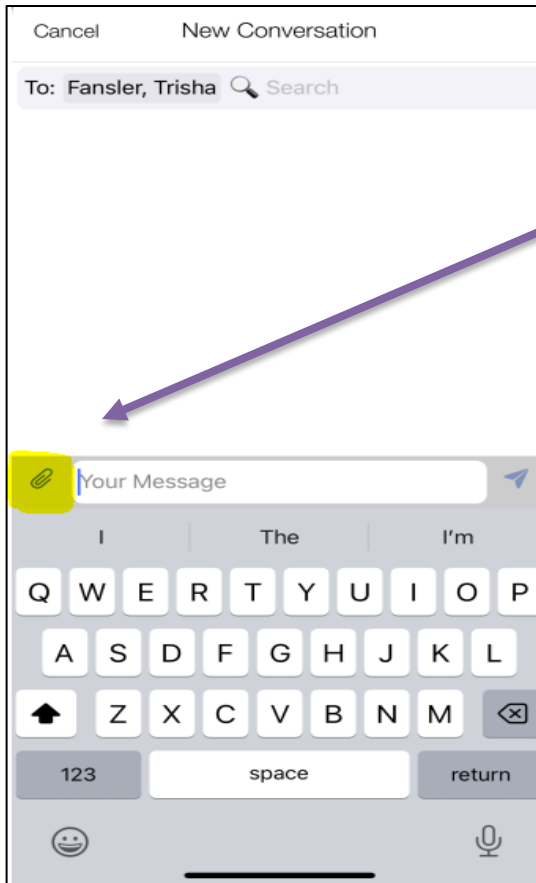 Cancel New Conversation
To: Fansler, Trisha Search
Your Message
I The I'm
Q W E R T Y U I O P
A S D F G H J K L
Z X C V B N M
123 space return